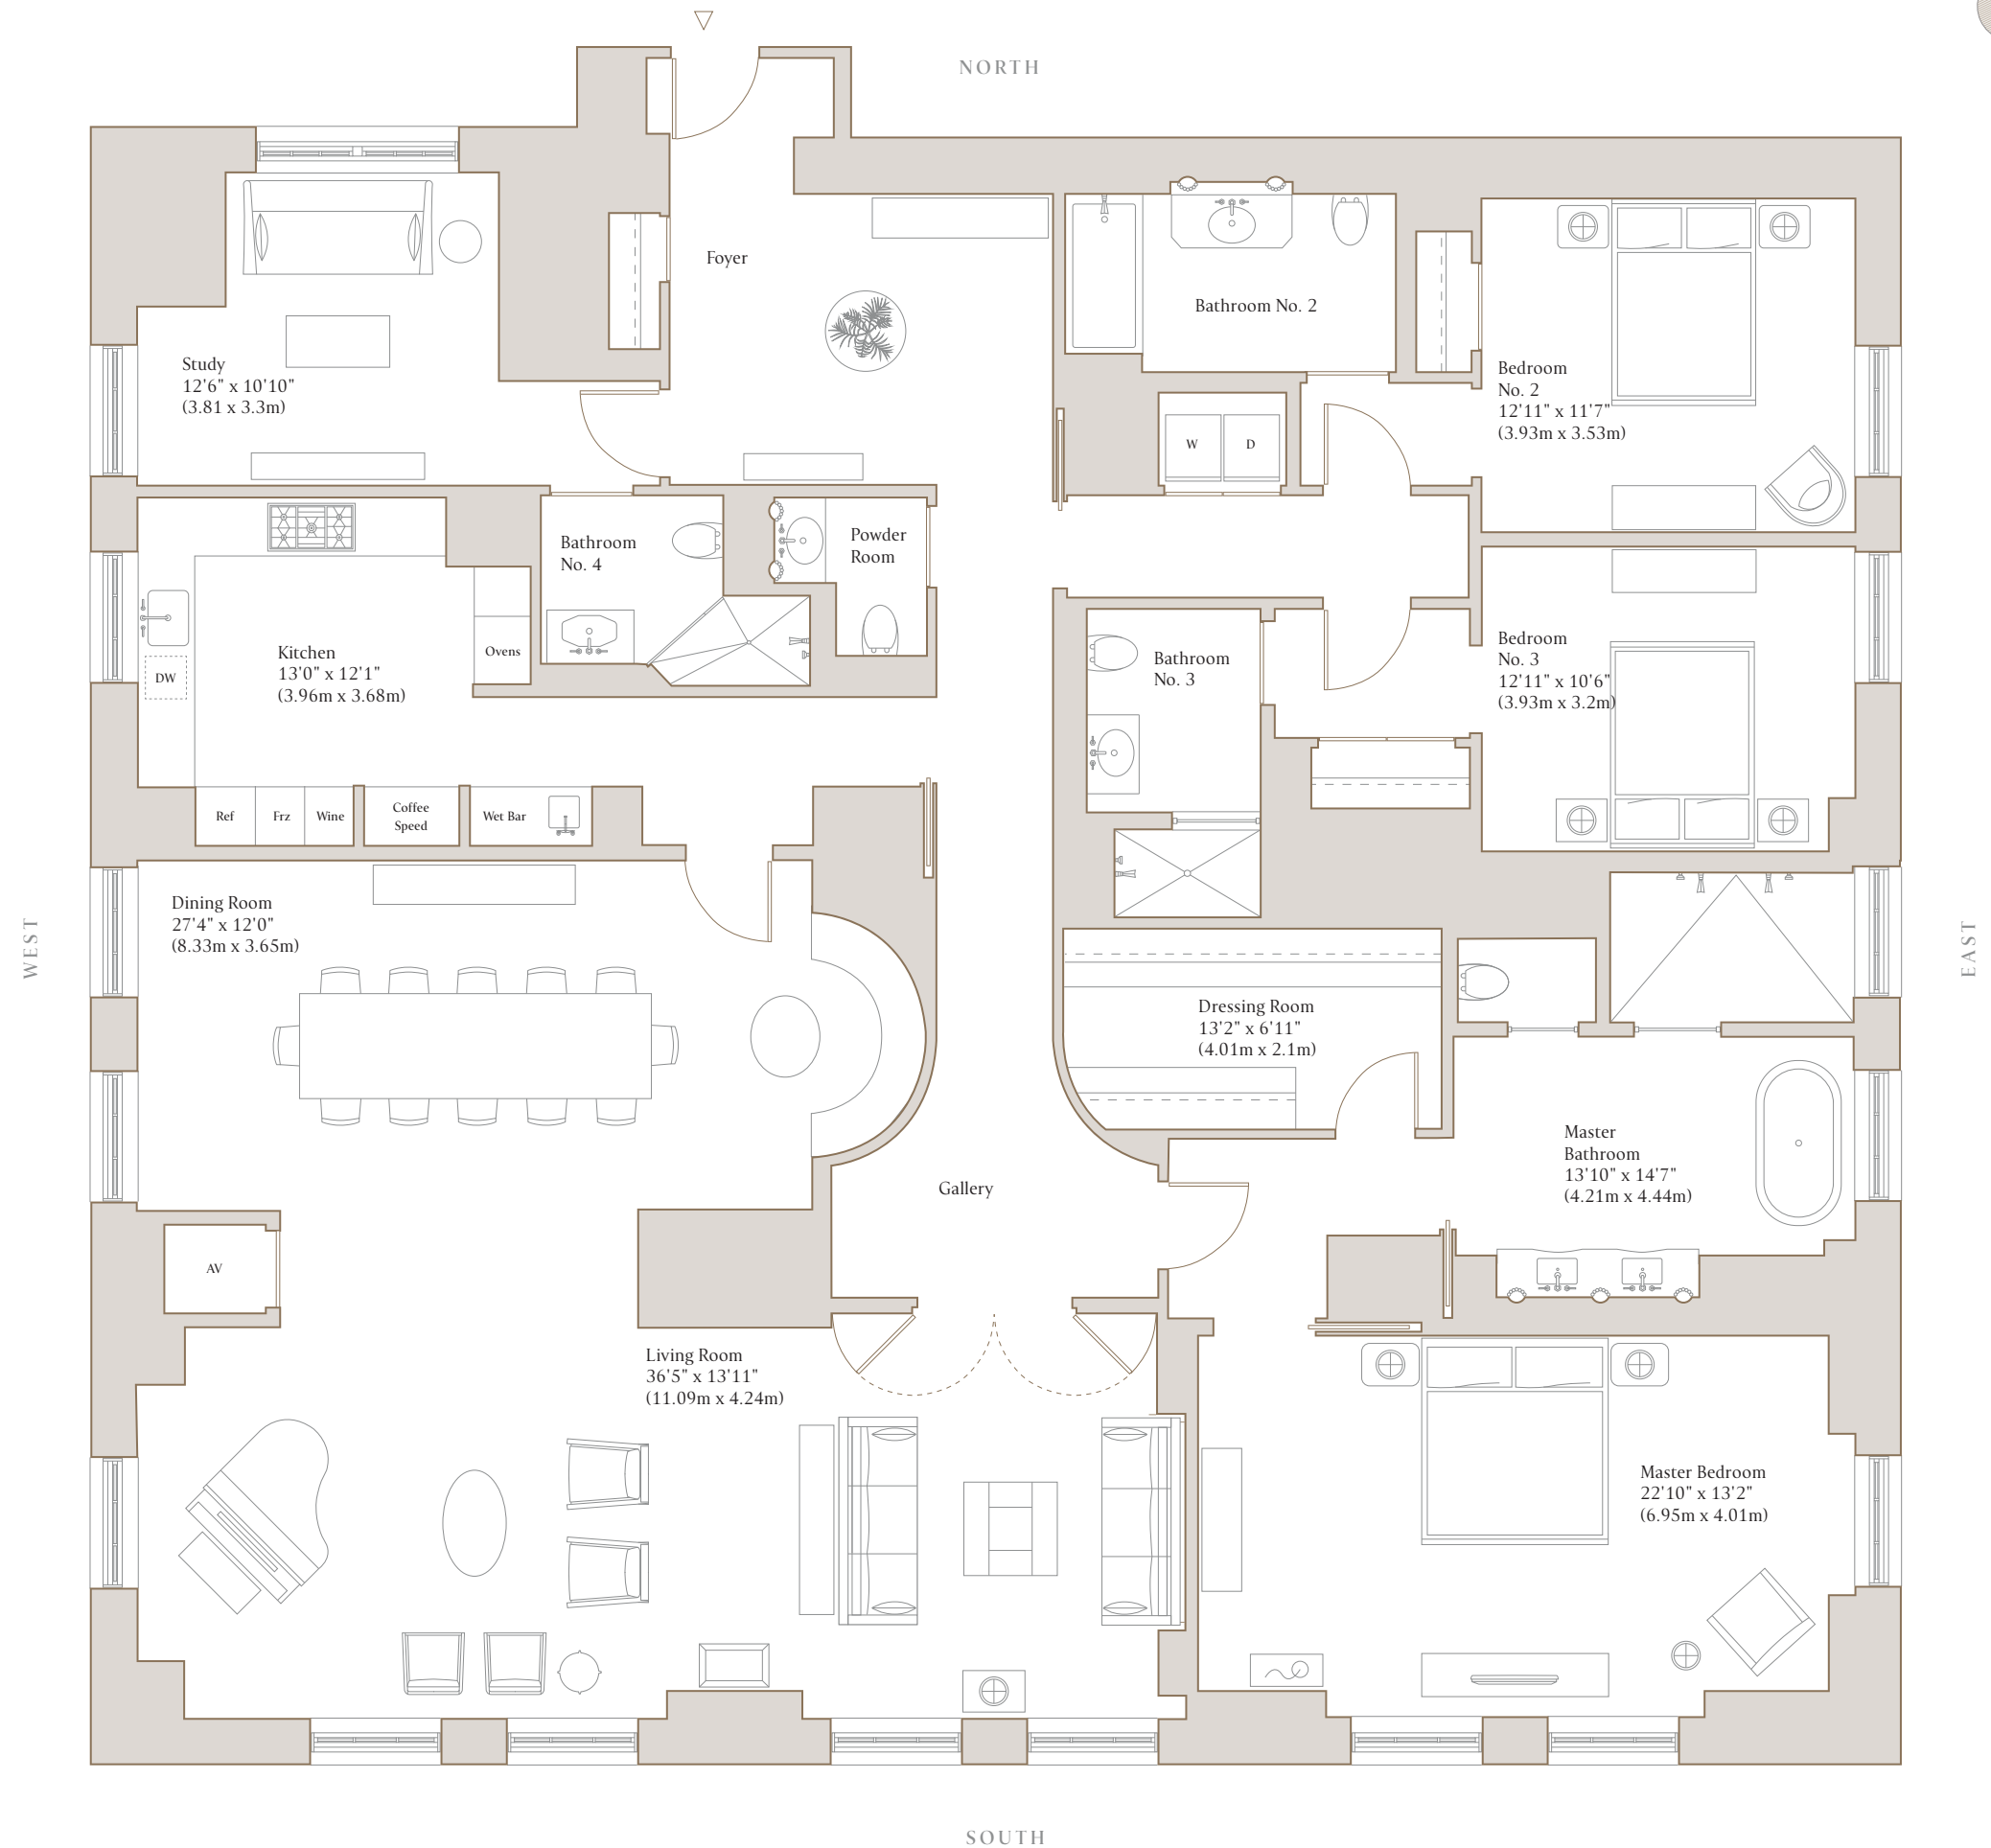 NORTH
Foyer
Bathroom No. 2
Study
12'6" x 10'10"
(3.81 x 3.3m)
Bedroom
No. 2
12'11" x 11'7"
(3.93m x 3.53m)
W
D
Bathroom
No. 4
Powder
Room
Kitchen
13'0" x 12'1"
(3.96m x 3.68m)
Ovens
DW
Bathroom
No. 3
Bedroom
No. 3
12'11" x 10'6"
(3.93m x 3.2m)
Ref
Frz
Wine
Coffee
Speed
Wet Bar
WEST
EAST
Dining Room
27'4" x 12'0"
(8.33m x 3.65m)
Dressing Room
13'2" x 6'11"
(4.01m x 2.1m)
Master
Bathroom
13'10" x 14'7"
(4.21m x 4.44m)
Gallery
AV
Living Room
36'5" x 13'11"
(11.09m x 4.24m)
Master Bedroom
22'10" x 13'2"
(6.95m x 4.01m)
SOUTH